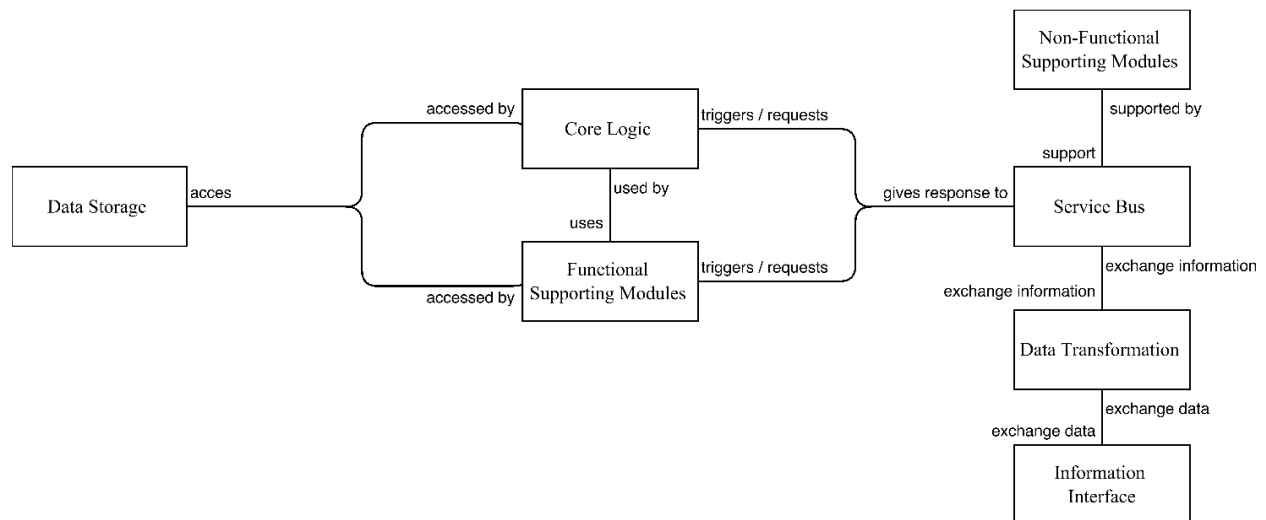 Non-Functional
Supporting Modules
supported by
support
accessed by
Core Logic
triggers / requests
acces
Data Storage
used by
uses
gives response to
Service Bus
accessed by
Functional
Supporting Modules
triggers / requests
exchange information
exchange information
Data Transformation
exchange data
exchange data
Information
Interface